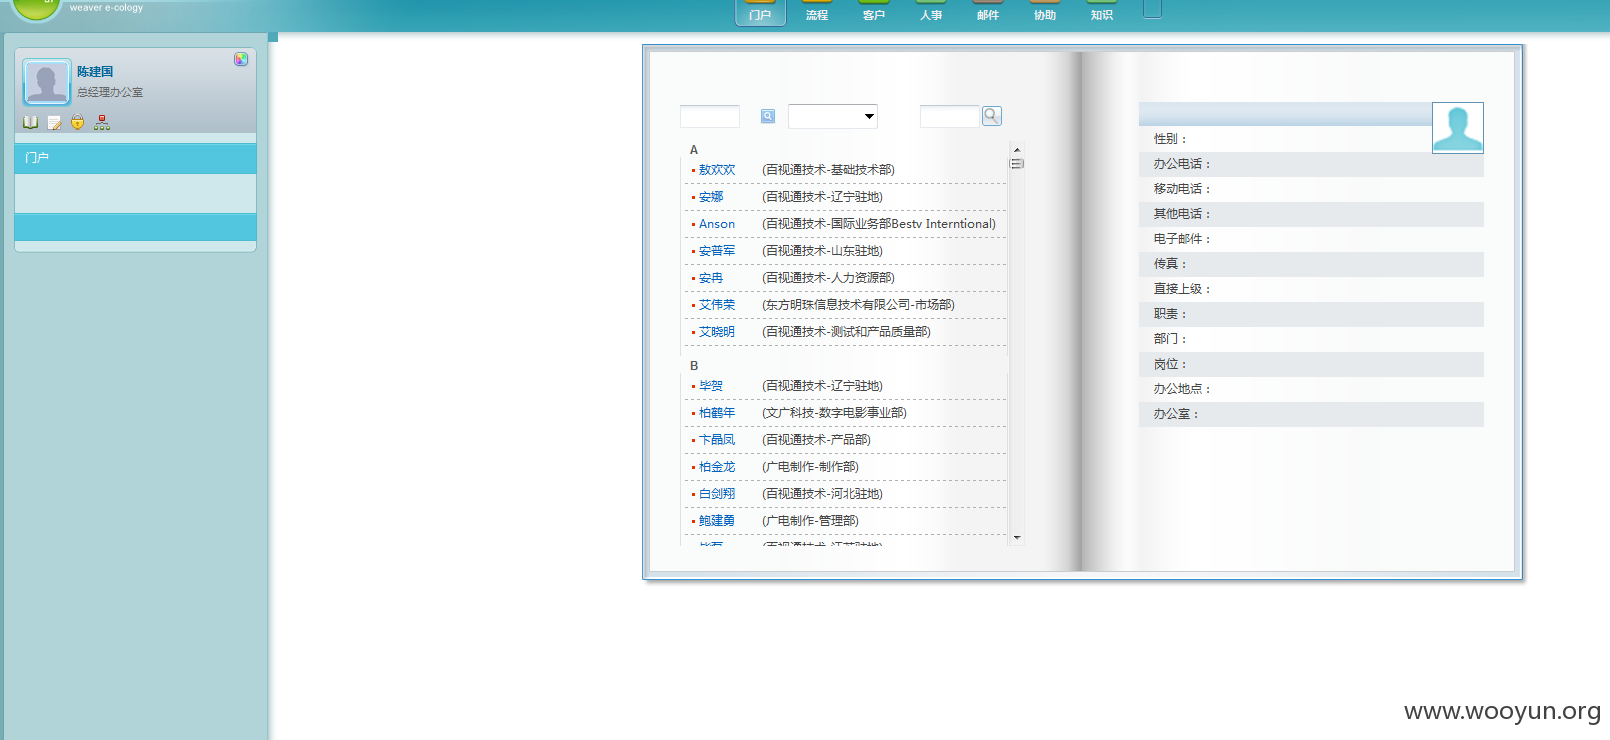 weaver e-cology
门户 流程 客户 人事 邮件 协助 知识
陈建国
总经理办公室
门户
A
敖欢欢 (百视通技术-基础技术部)
安娜 (百视通技术-辽宁驻地)
Anson (百视通技术-国际业务部Bestv Interntional)
安普军 (百视通技术-山东驻地)
安冉 (百视通技术-人力资源部)
艾伟荣 (东方明珠信息技术有限公司-市场部)
艾晓明 (百视通技术-测试和产品质量部)
B
毕贺 (百视通技术-辽宁驻地)
柏鹤年 (文广科技-数字电影事业部)
卞晶凤 (百视通技术-产品部)
柏金龙 (广电制作-制作部)
白剑翔 (百视通技术-河北驻地)
鲍建勇 (广电制作-管理部)
性别：
办公电话：
移动电话：
其他电话：
电子邮件：
传真：
直接上级：
职责：
部门：
岗位：
办公地点：
办公室：
www.wooyun.org